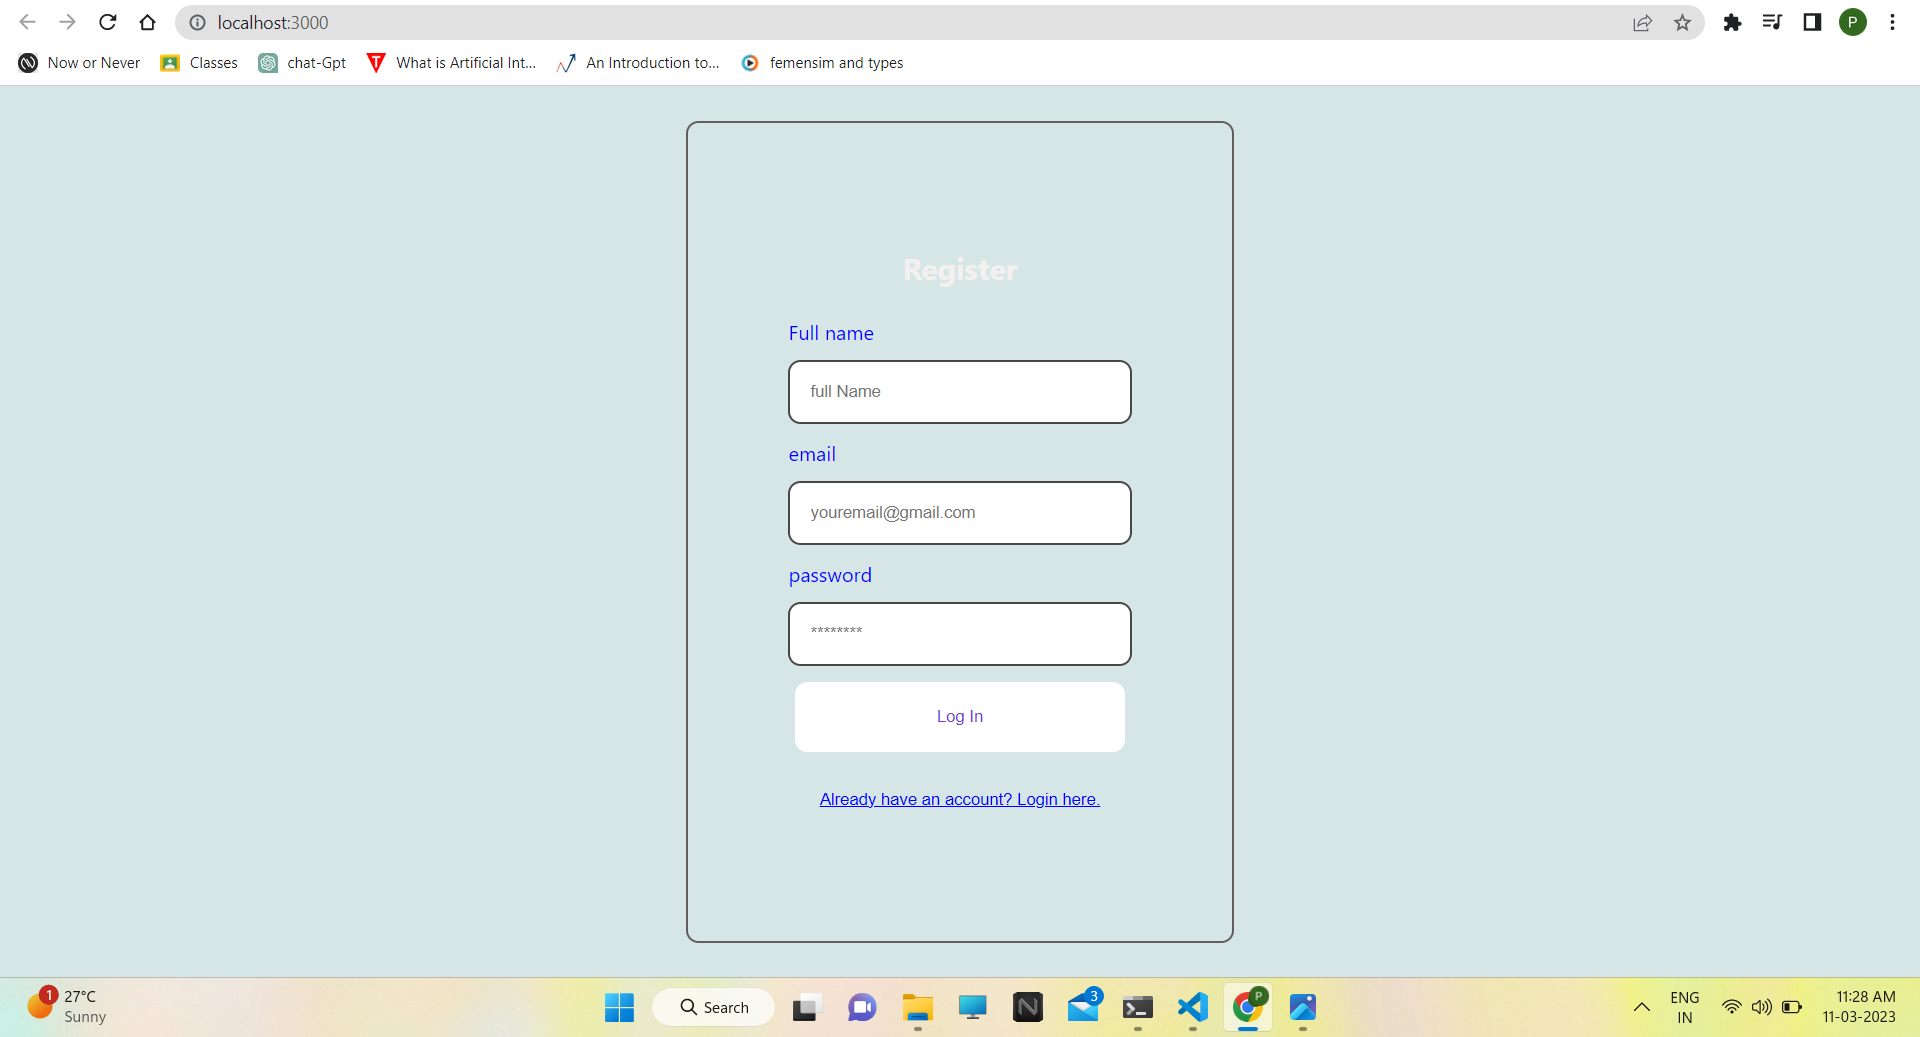 localhost:3000
P
Now or Never
Classes
chat-Gpt
T
What is Artificial Int...
An Introduction to...
femensim and types
Register
Full name
full Name
email
youremail@gmail.com
password
********
Log In
Already have an account? Login here.
1
27°C
Sunny
Search
N
3
P
ENG
IN
11:28 AM
11-03-2023